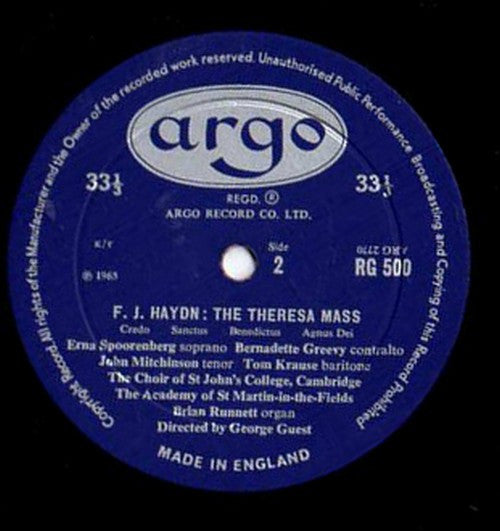 Copyright Record All rights of the Manufacturer and the Owner of the recorded work reserved. Unauthorised Public Performance Broadcasting and Copying of this Record Prohibited
argo
33⅓
33⅓
REGD. Ⓟ
ARGO RECORD CO. LTD.
K/T
Side
2
ARG 2770
RG 500
℗ 1965
F. J. HAYDN: THE THERESA MASS
Credo Sanctus Benedictus Agnus Dei
Erna Spoorenberg soprano Bernadette Greevy contralto
John Mitchinson tenor Tom Krause baritone
The Choir of St John's College, Cambridge
The Academy of St Martin-in-the-Fields
Brian Runnett organ
Directed by George Guest
MADE IN ENGLAND